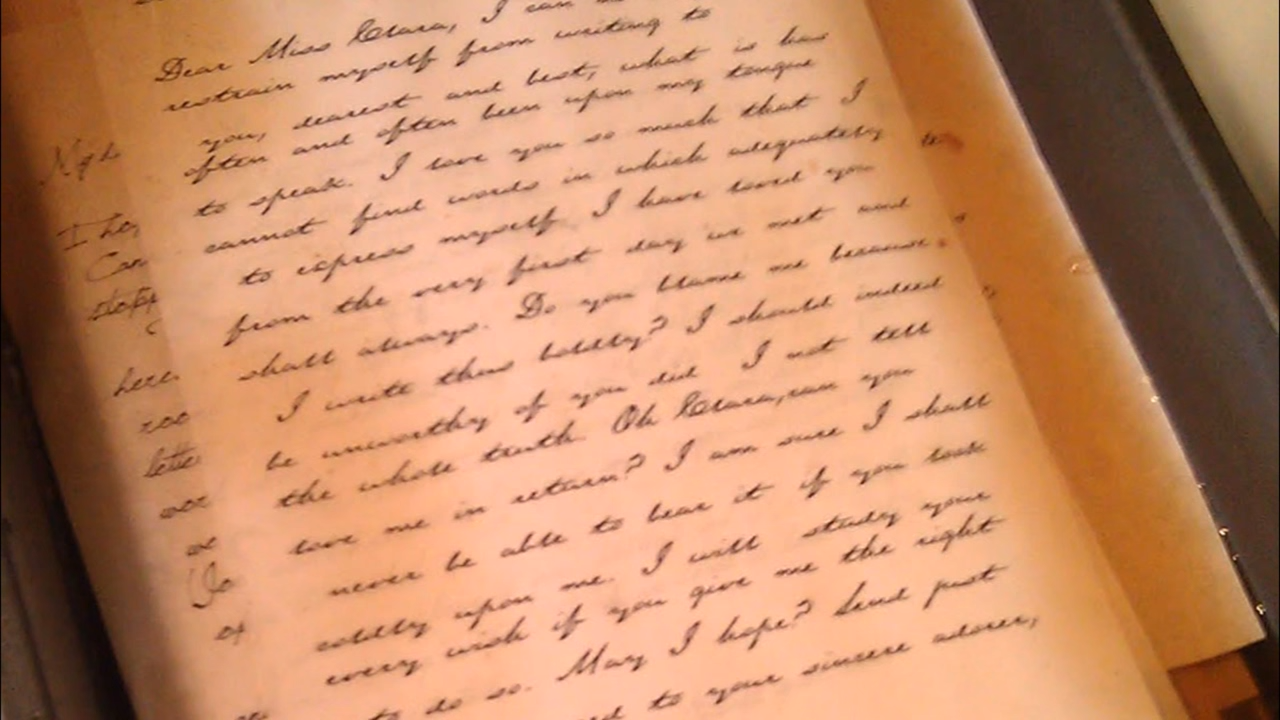 Dear Miss Clara, I can
restrain myself from writing to
you, dearest and best, what is has
often and often been upon my tongue
to speak. I love you so much that I
cannot find words in which adequately
to express myself. I have loved you
from the very first day we met and
shall always. Do you blame me because
I write thus boldly? I should indeed
be unworthy of you did I not tell
the whole truth. Oh Clara, can you
love me in return? I am sure I shall
never be able to bear it if you look
coldly upon me. I will study your
every wish if you give me the right
to do so. May I hope? Send just
to your sincere adorer,